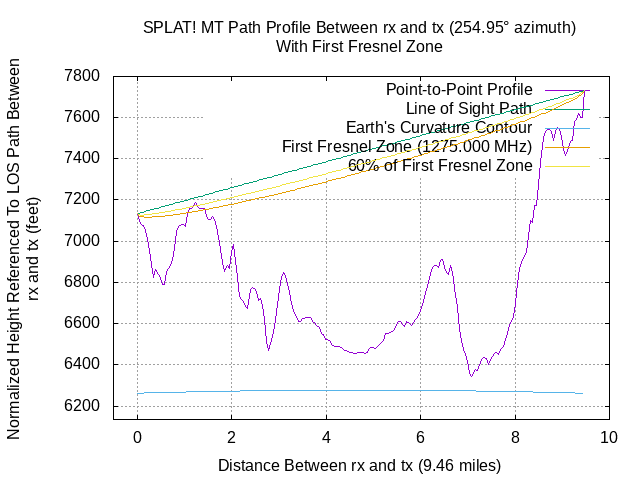 SPLAT! MT Path Profile Between rx and tx (254.95° azimuth)
With First Fresnel Zone
Normalized Height Referenced To LOS Path Between
rx and tx (feet)
7800
7600
7400
7200
7000
6800
6600
6400
6200
Point-to-Point Profile
Line of Sight Path
Earth's Curvature Contour
First Fresnel Zone (1275.000 MHz)
60% of First Fresnel Zone
0
2
4
6
8
10
Distance Between rx and tx (9.46 miles)